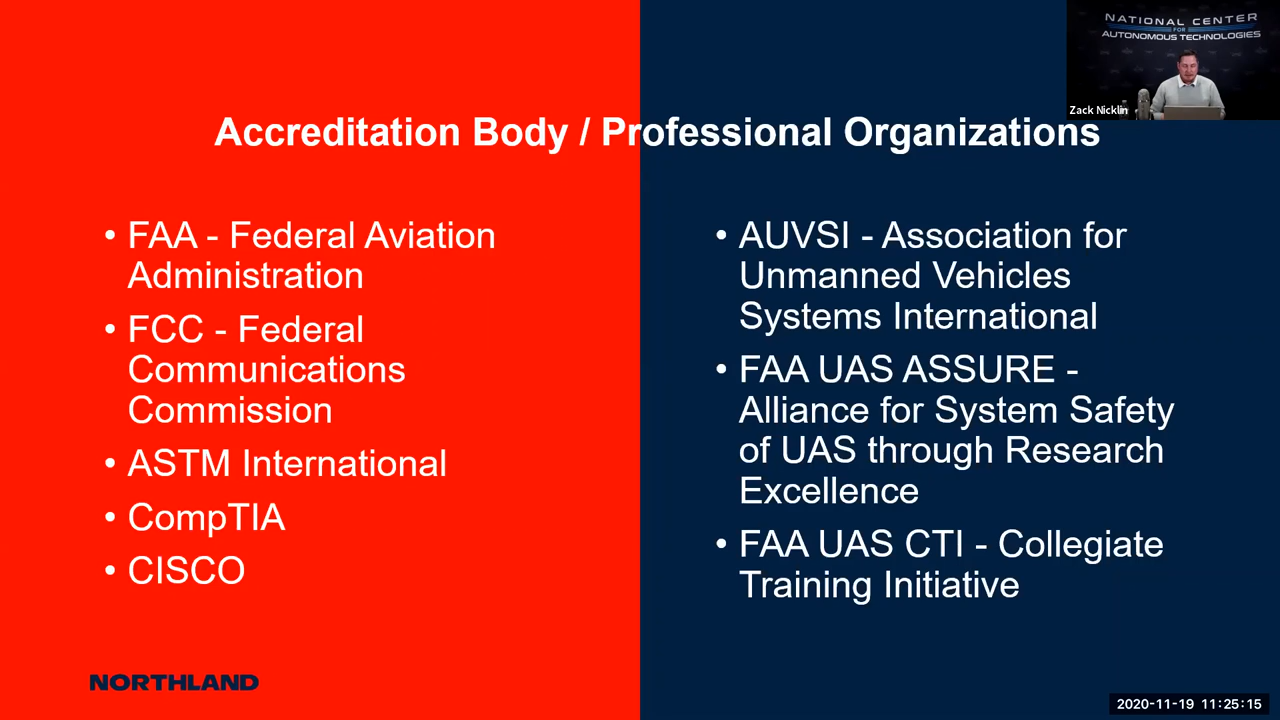 NATIONAL CENTER
FOR
AUTONOMOUS TECHNOLOGIES
Zack Nicklin
Accreditation Body / Professional Organizations
• FAA - Federal Aviation
Administration
• FCC - Federal
Communications
Commission
• ASTM International
• CompTIA
• CISCO
• AUVSI - Association for
Unmanned Vehicles
Systems International
• FAA UAS ASSURE -
Alliance for System Safety
of UAS through Research
Excellence
• FAA UAS CTI - Collegiate
Training Initiative
NORTHLAND
2020-11-19 11:25:15